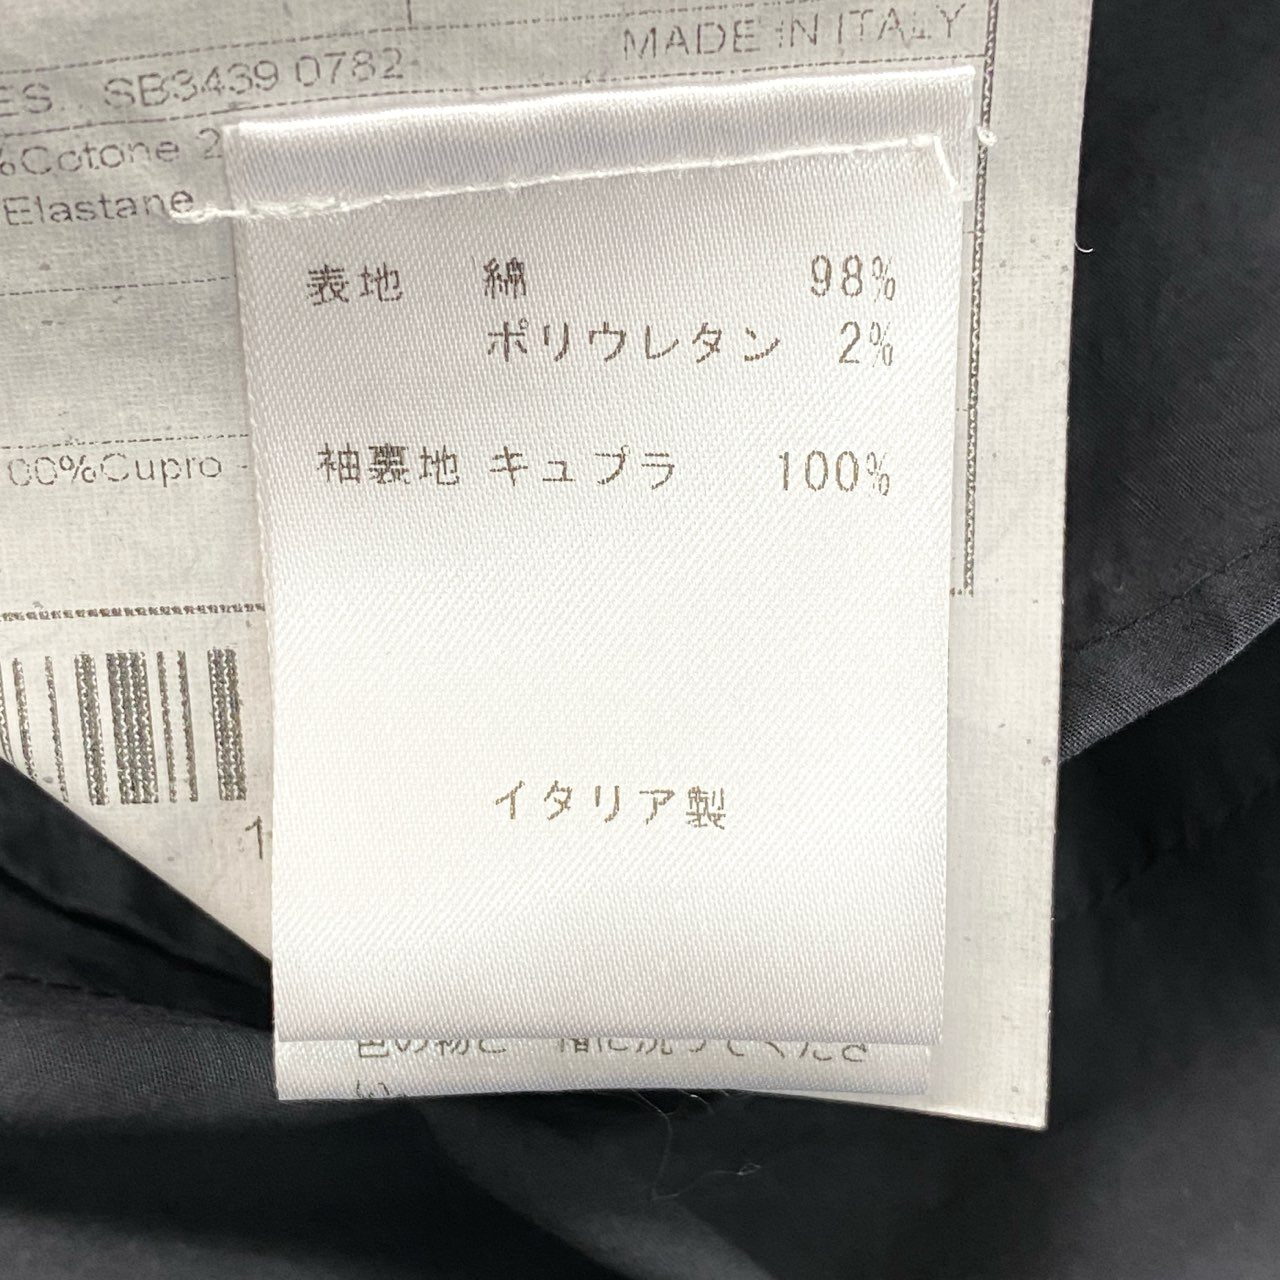 MADE IN ITALY
ES SB3439 0782
%Cotone 2
Elastane
表地 綿 98%
ポリウレタン 2%
00%Cupro -
袖裏地 キュプラ 100%
イタリア製